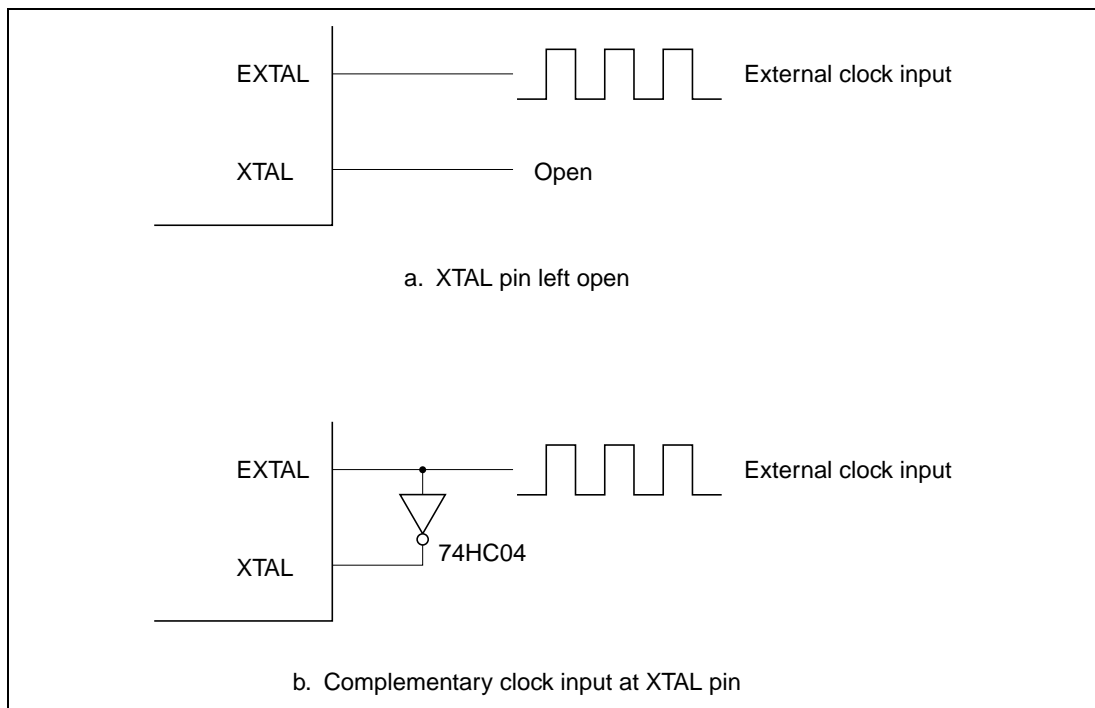 EXTAL
External clock input
XTAL
Open
a. XTAL pin left open
EXTAL
External clock input
74HC04
XTAL
b. Complementary clock input at XTAL pin